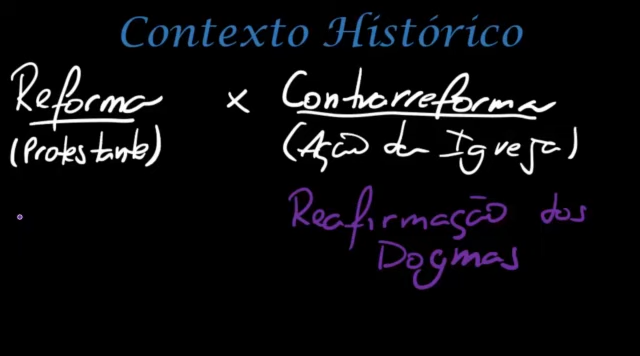 Contexto Histórico
Reforma x Contrarreforma
(Protestante) (Ação da Igreja)
Reafirmação dos
Dogmas